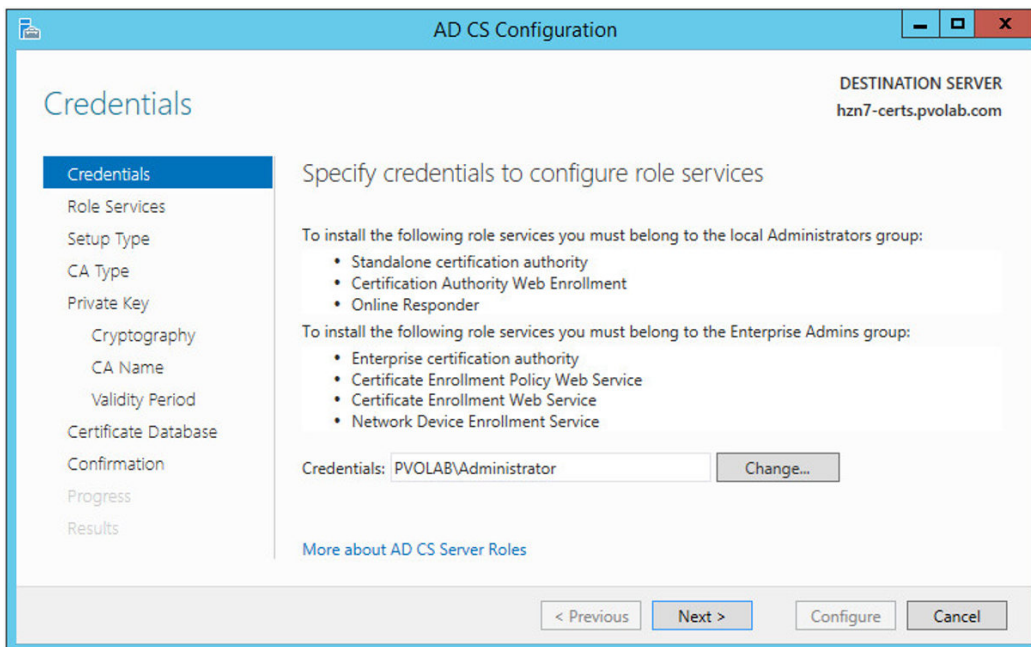 AD CS Configuration
Credentials
DESTINATION SERVER
hzn7-certs.pvolab.com
Credentials
Role Services
Setup Type
CA Type
Private Key
Cryptography
CA Name
Validity Period
Certificate Database
Confirmation
Progress
Results
Specify credentials to configure role services
To install the following role services you must belong to the local Administrators group:
• Standalone certification authority
• Certification Authority Web Enrollment
• Online Responder
To install the following role services you must belong to the Enterprise Admins group:
• Enterprise certification authority
• Certificate Enrollment Policy Web Service
• Certificate Enrollment Web Service
• Network Device Enrollment Service
Credentials: PVOLAB\Administrator Change...
More about AD CS Server Roles
< Previous Next > Configure Cancel